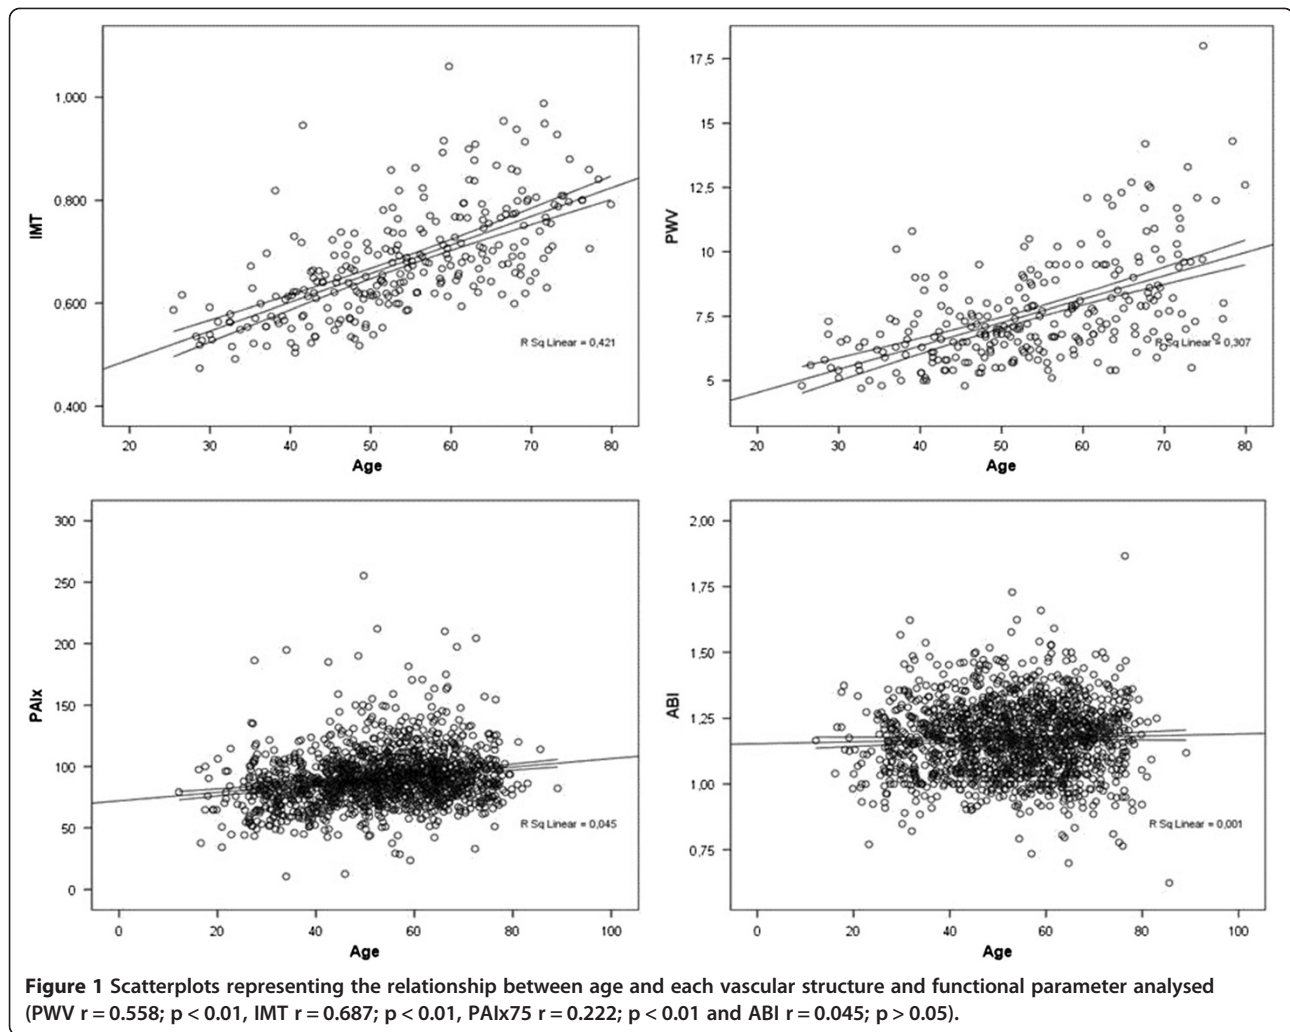 1,000
0,800
0,600
0,400
IMT
R Sq Linear = 0,421
20 30 40 50 60 70 80
Age
17,5
15
12,5
10
7,5
5
PWV
R Sq Linear = 0,307
20 30 40 50 60 70 80
Age
300
250
200
150
100
50
0
PAIx
R Sq Linear = 0,045
0 20 40 60 80 100
Age
2,00
1,75
1,50
1,25
1,00
0,75
ABI
R Sq Linear = 0,001
0 20 40 60 80 100
Age
Figure 1 Scatterplots representing the relationship between age and each vascular structure and functional parameter analysed
(PWV r = 0.558; p < 0.01, IMT r = 0.687; p < 0.01, PAIx75 r = 0.222; p < 0.01 and ABI r = 0.045; p > 0.05).